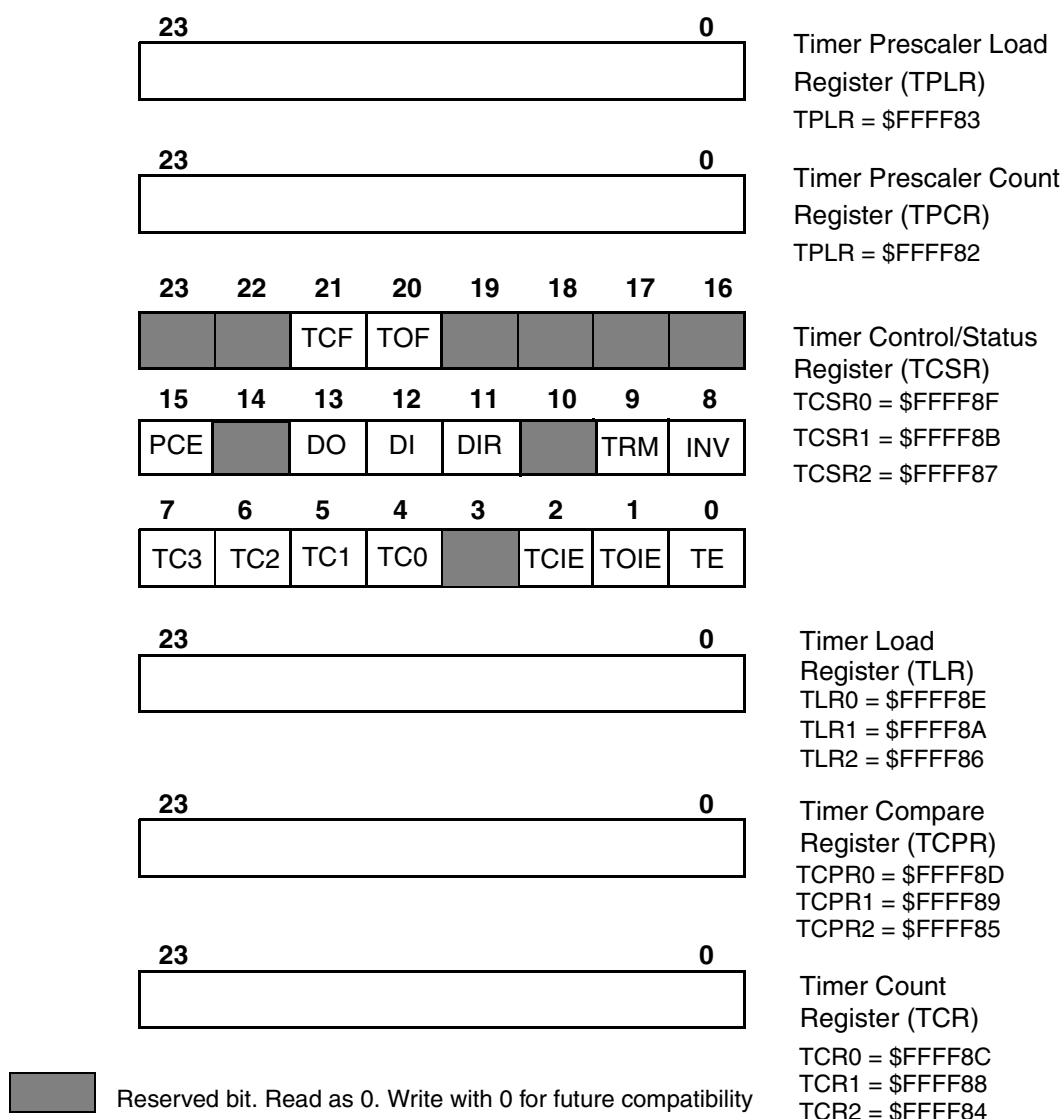 23 0
Timer Prescaler Load
Register (TPLR)
TPLR = $FFFF83
23 0
Timer Prescaler Count
Register (TPCR)
TPLR = $FFFF82
23 22 21 20 19 18 17 16
TCF TOF
Timer Control/Status
Register (TCSR)
TCSR0 = $FFFF8F
TCSR1 = $FFFF8B
TCSR2 = $FFFF87
15 14 13 12 11 10 9 8
PCE DO DI DIR TRM INV
7 6 5 4 3 2 1 0
TC3 TC2 TC1 TC0 TCIE TOIE TE
23 0
Timer Load
Register (TLR)
TLR0 = $FFFF8E
TLR1 = $FFFF8A
TLR2 = $FFFF86
23 0
Timer Compare
Register (TCPR)
TCPR0 = $FFFF8D
TCPR1 = $FFFF89
TCPR2 = $FFFF85
23 0
Timer Count
Register (TCR)
TCR0 = $FFFF8C
TCR1 = $FFFF88
TCR2 = $FFFF84
Reserved bit. Read as 0. Write with 0 for future compatibility